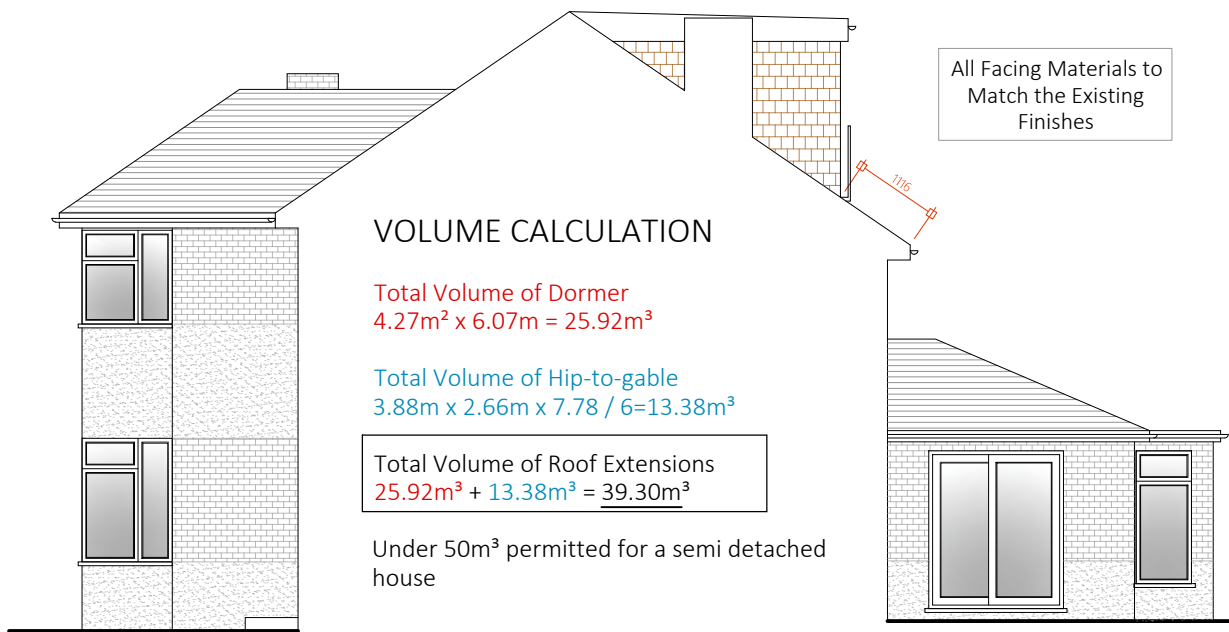 All Facing Materials to
Match the Existing
Finishes
1116
VOLUME CALCULATION
Total Volume of Dormer
4.27m² x 6.07m = 25.92m³
Total Volume of Hip-to-gable
3.88m x 2.66m x 7.78 / 6=13.38m³
Total Volume of Roof Extensions
25.92m³ + 13.38m³ = 39.30m³
Under 50m³ permitted for a semi detached
house